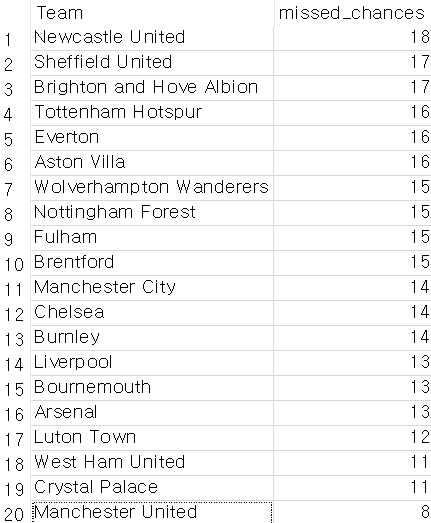 Team missed_chances
1 Newcastle United 18
2 Sheffield United 17
3 Brighton and Hove Albion 17
4 Tottenham Hotspur 16
5 Everton 16
6 Aston Villa 16
7 Wolverhampton Wanderers 15
8 Nottingham Forest 15
9 Fulham 15
10 Brentford 15
11 Manchester City 14
12 Chelsea 14
13 Burnley 14
14 Liverpool 13
15 Bournemouth 13
16 Arsenal 13
17 Luton Town 12
18 West Ham United 11
19 Crystal Palace 11
20 Manchester United 8